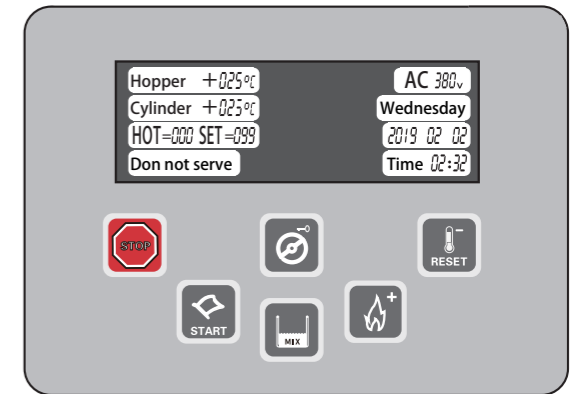 Hopper +025°C AC 380v
Cylinder +025°C Wednesday
HOT=000 SET=099 2019 02 02
Don not serve Time 02:32
STOP
RESET
START
MIX